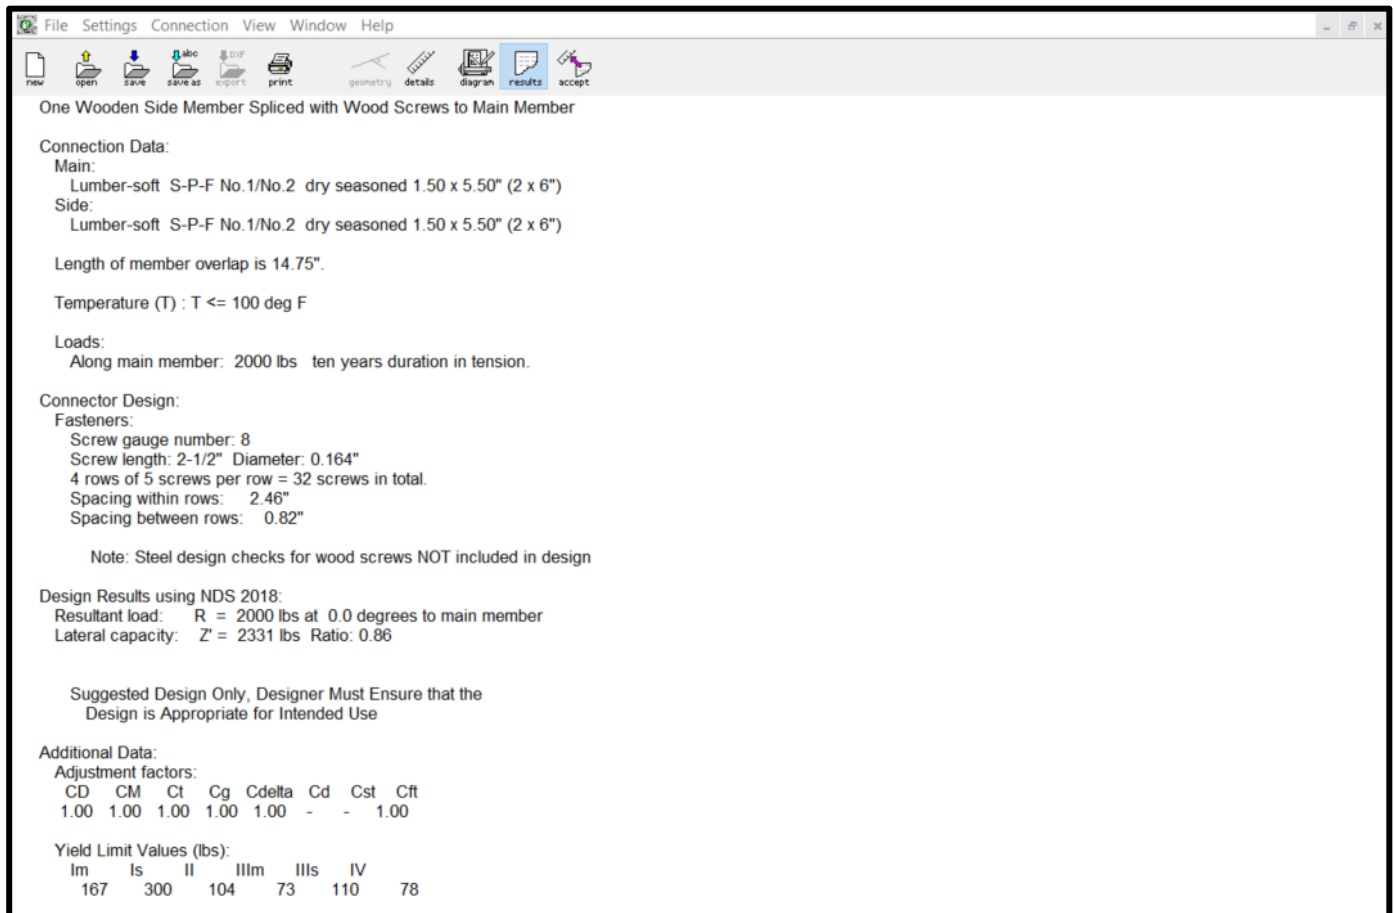 File Settings Connection View Window Help
new open save abc save as DXF export print geometry details diagram results accept
One Wooden Side Member Spliced with Wood Screws to Main Member
Connection Data:
Main:
Lumber-soft S-P-F No.1/No.2 dry seasoned 1.50 x 5.50" (2 x 6")
Side:
Lumber-soft S-P-F No.1/No.2 dry seasoned 1.50 x 5.50" (2 x 6")
Length of member overlap is 14.75".
Temperature (T) : T <= 100 deg F
Loads:
Along main member: 2000 lbs ten years duration in tension.
Connector Design:
Fasteners:
Screw gauge number: 8
Screw length: 2-1/2" Diameter: 0.164"
4 rows of 5 screws per row = 32 screws in total.
Spacing within rows: 2.46"
Spacing between rows: 0.82"
Note: Steel design checks for wood screws NOT included in design
Design Results using NDS 2018:
Resultant load: R = 2000 lbs at 0.0 degrees to main member
Lateral capacity: Z' = 2331 lbs Ratio: 0.86
Suggested Design Only, Designer Must Ensure that the
Design is Appropriate for Intended Use
Additional Data:
Adjustment factors:
CD CM Ct Cg Cdelta Cd Cst Cft
1.00 1.00 1.00 1.00 1.00 - - 1.00
Yield Limit Values (lbs):
Im Is II IIIm IIIs IV
167 300 104 73 110 78